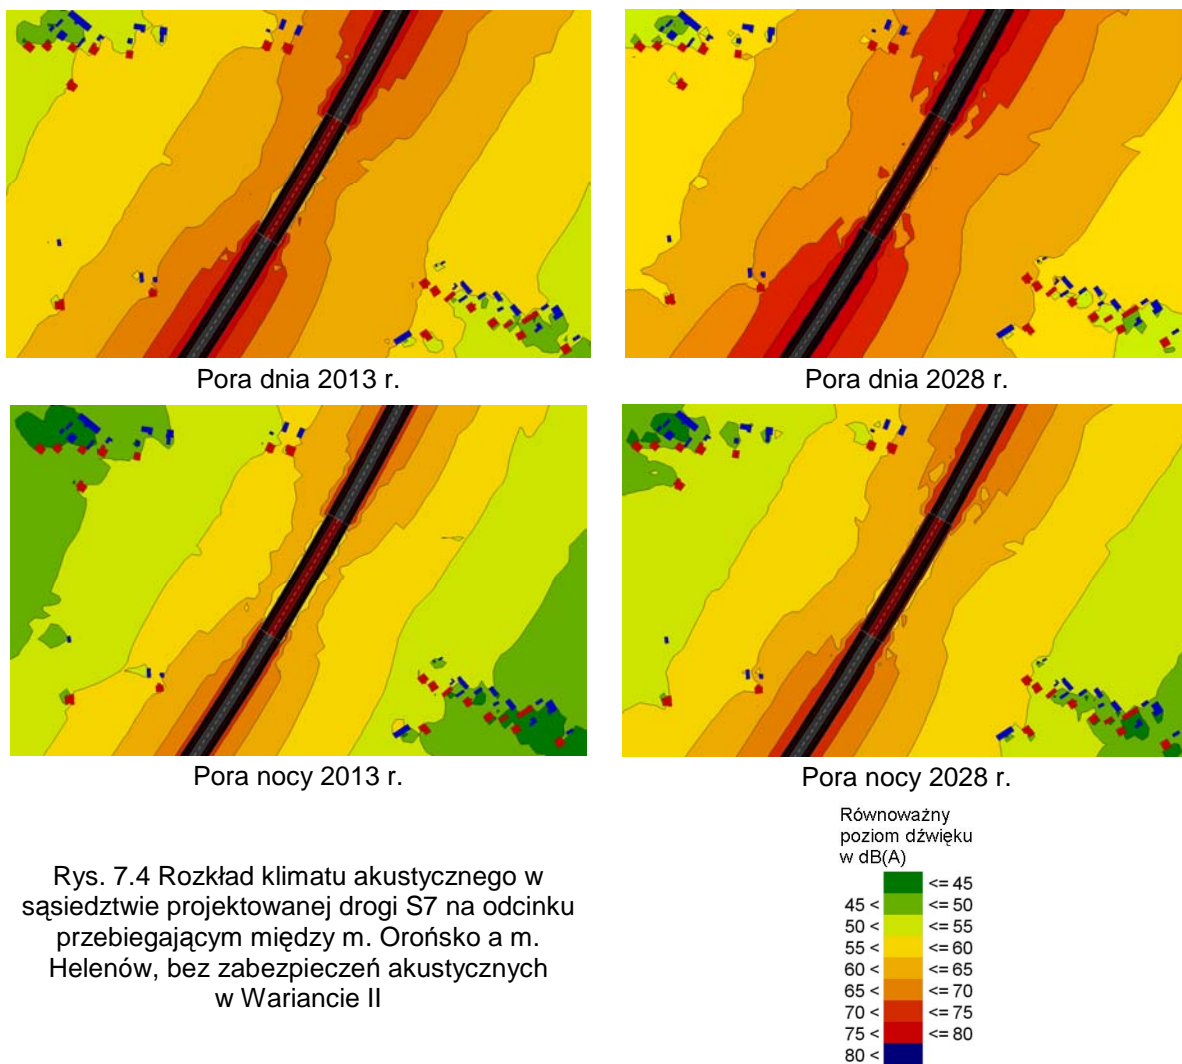 Pora dnia 2013 r.
Pora dnia 2028 r.
Pora nocy 2013 r.
Pora nocy 2028 r.
Rys. 7.4 Rozkład klimatu akustycznego w
sąsiedztwie projektowanej drogi S7 na odcinku
przebiegającym między m. Orońsko a m.
Helenów, bez zabezpieczeń akustycznych
w Wariancie II
Równoważny
poziom dźwięku
w dB(A)
<= 45
45 < <= 50
50 < <= 55
55 < <= 60
60 < <= 65
65 < <= 70
70 < <= 75
75 < <= 80
80 <